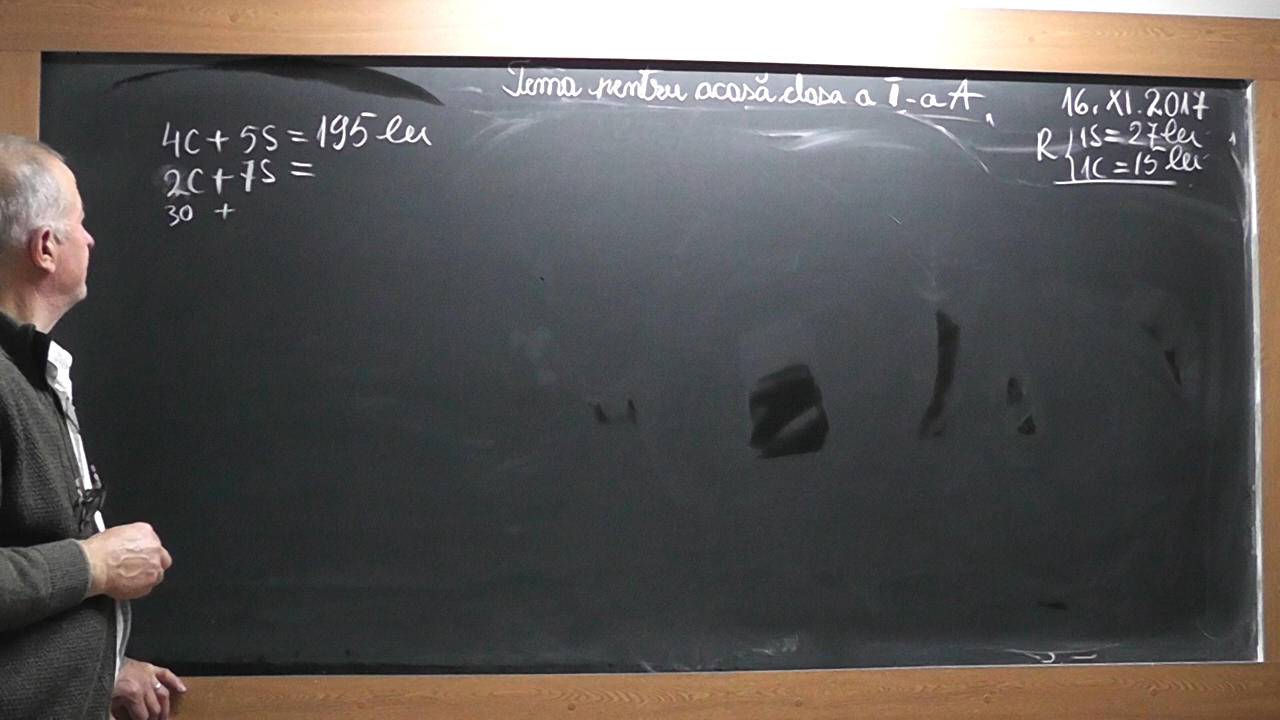 Tema pentru acasă clasa a I-a A
16.XI.2017
4C + 5S = 195 lei
2C + 7S =
30 +
R { 1S = 27 lei
1C = 15 lei